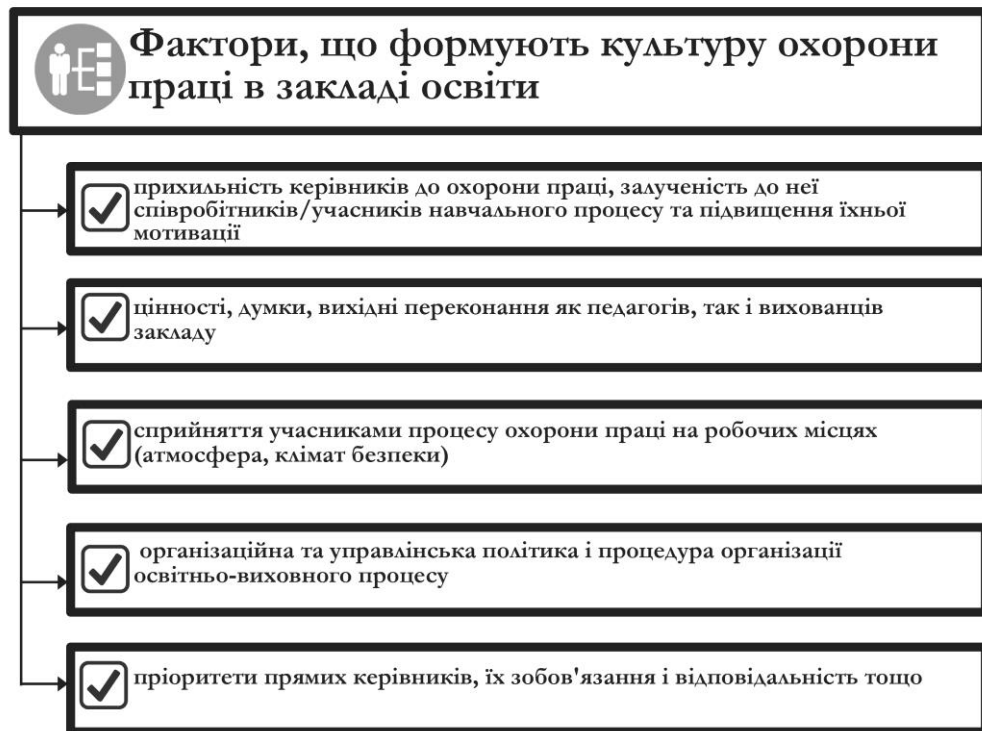 Фактори, що формують культуру охорони
праці в закладі освіти
прихильність керівників до охорони праці, залученість до неї
співробітників/учасників навчального процесу та підвищення їхньої
мотивації
цінності, думки, вихідні переконання як педагогів, так і вихованців
закладу
сприйняття учасниками процесу охорони праці на робочих місцях
(атмосфера, клімат безпеки)
організаційна та управлінська політика і процедура організації
освітньо-виховного процесу
пріоритети прямих керівників, їх зобов'язання і відповідальність тощо